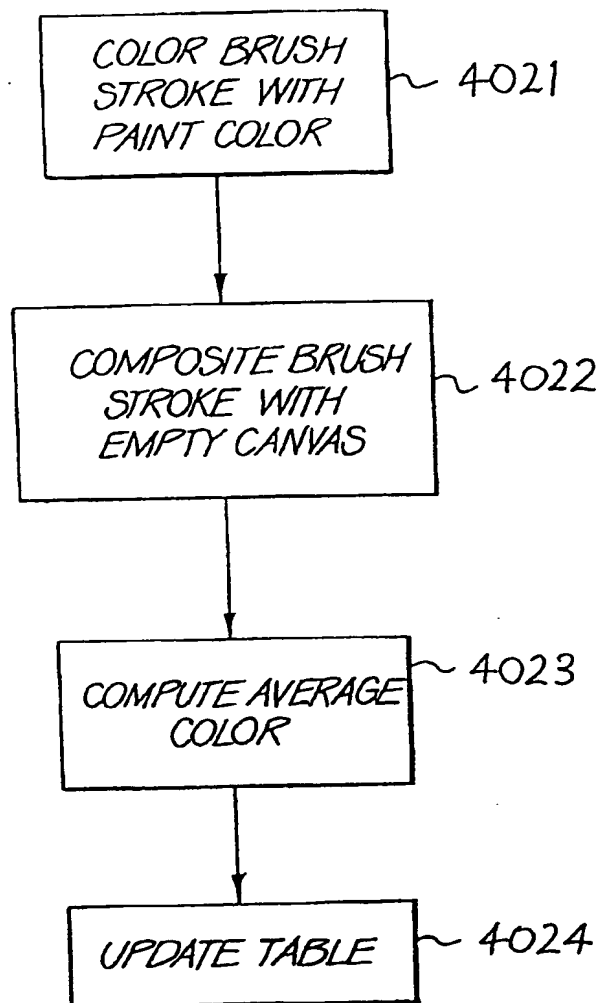 COLOR BRUSH
STROKE WITH
PAINT COLOR
4021
COMPOSITE BRUSH
STROKE WITH
EMPTY CANVAS
4022
COMPUTE AVERAGE
COLOR
4023
UPDATE TABLE
4024